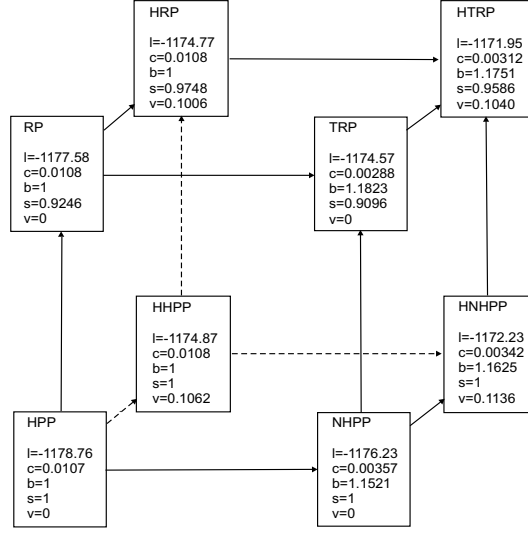 HRP
l=-1174.77
c=0.0108
b=1
s=0.9748
v=0.1006
HTRP
l=-1171.95
c=0.00312
b=1.1751
s=0.9586
v=0.1040
RP
l=-1177.58
c=0.0108
b=1
s=0.9246
v=0
TRP
l=-1174.57
c=0.00288
b=1.1823
s=0.9096
v=0
HHPP
l=-1174.87
c=0.0108
b=1
s=1
v=0.1062
HNHPP
l=-1172.23
c=0.00342
b=1.1625
s=1
v=0.1136
HPP
l=-1178.76
c=0.0107
b=1
s=1
v=0
NHPP
l=-1176.23
c=0.00357
b=1.1521
s=1
v=0